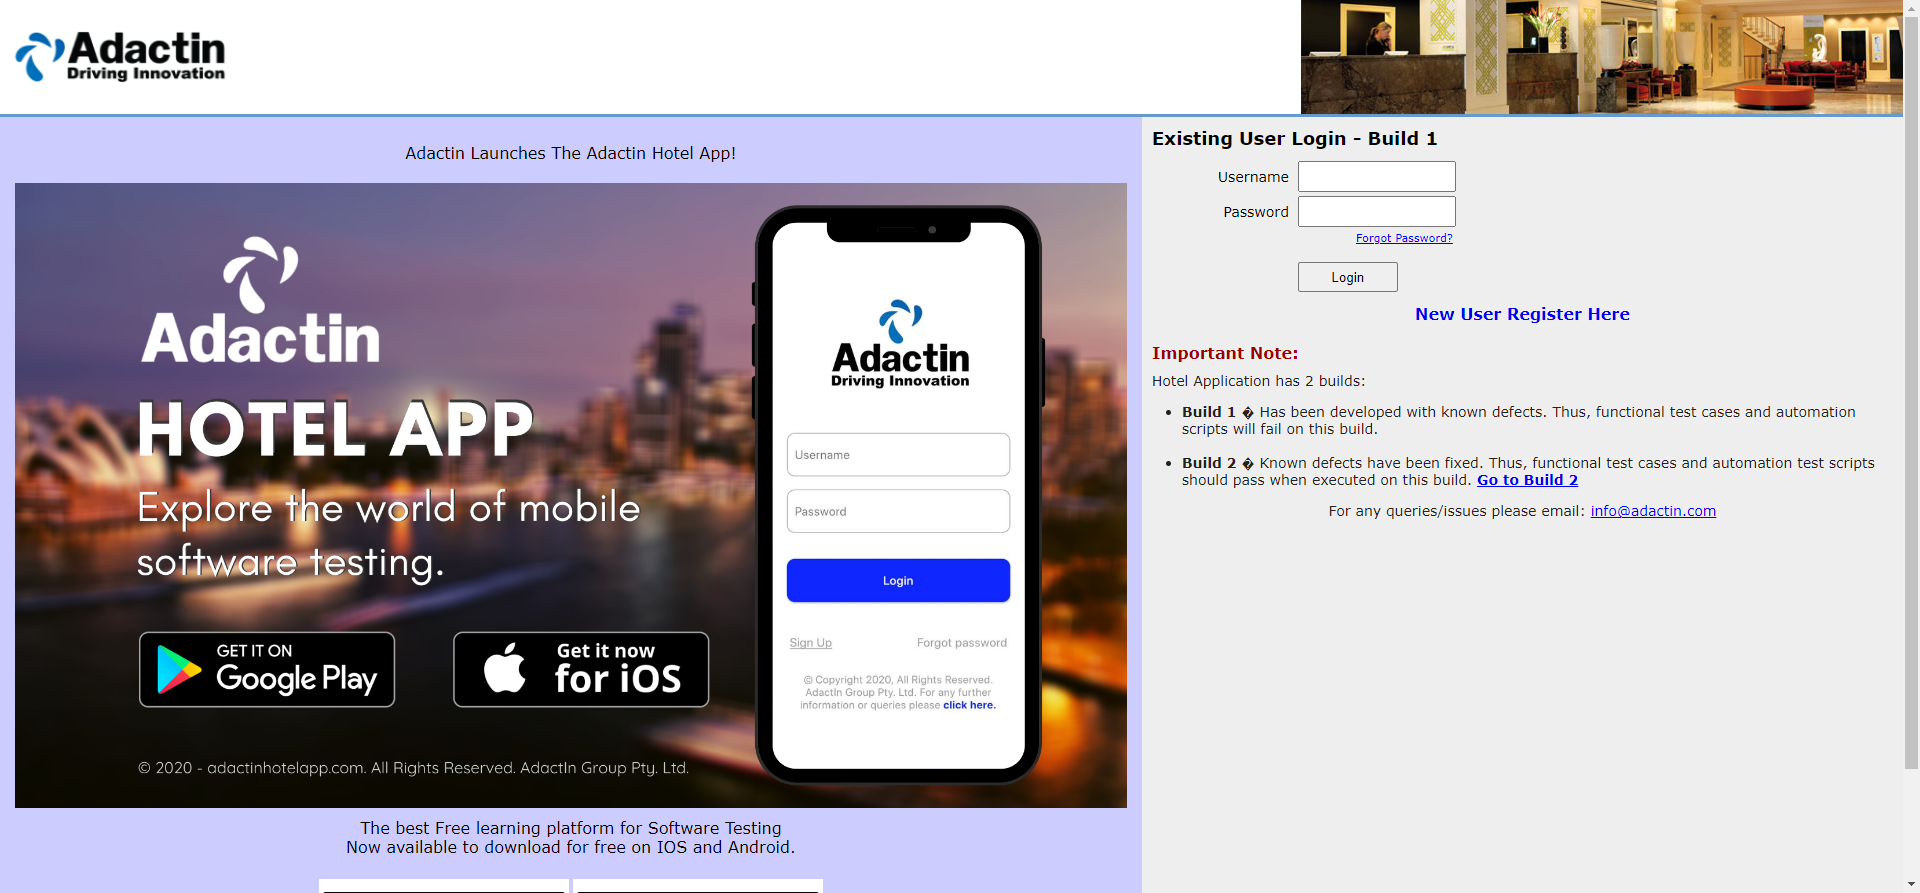 Adactin
Driving Innovation
Adactin Launches The Adactin Hotel App!
Adactin
HOTEL APP
Explore the world of mobile
software testing.
GET IT ON
Google Play
Get it now
for iOS
© 2020 - adactinhotelapp.com. All Rights Reserved. AdactIn Group Pty. Ltd.
Adactin
Driving Innovation
Username
Password
Login
Sign Up Forgot password
© Copyright 2020, All Rights Reserved.
AdactIn Group Pty. Ltd. For any further
information or queries please click here.
The best Free learning platform for Software Testing
Now available to download for free on IOS and Android.
Existing User Login - Build 1
Username
Password
Forgot Password?
Login
New User Register Here
Important Note:
Hotel Application has 2 builds:
• Build 1 � Has been developed with known defects. Thus, functional test cases and automation
scripts will fail on this build.
• Build 2 � Known defects have been fixed. Thus, functional test cases and automation test scripts
should pass when executed on this build. Go to Build 2
For any queries/issues please email: info@adactin.com